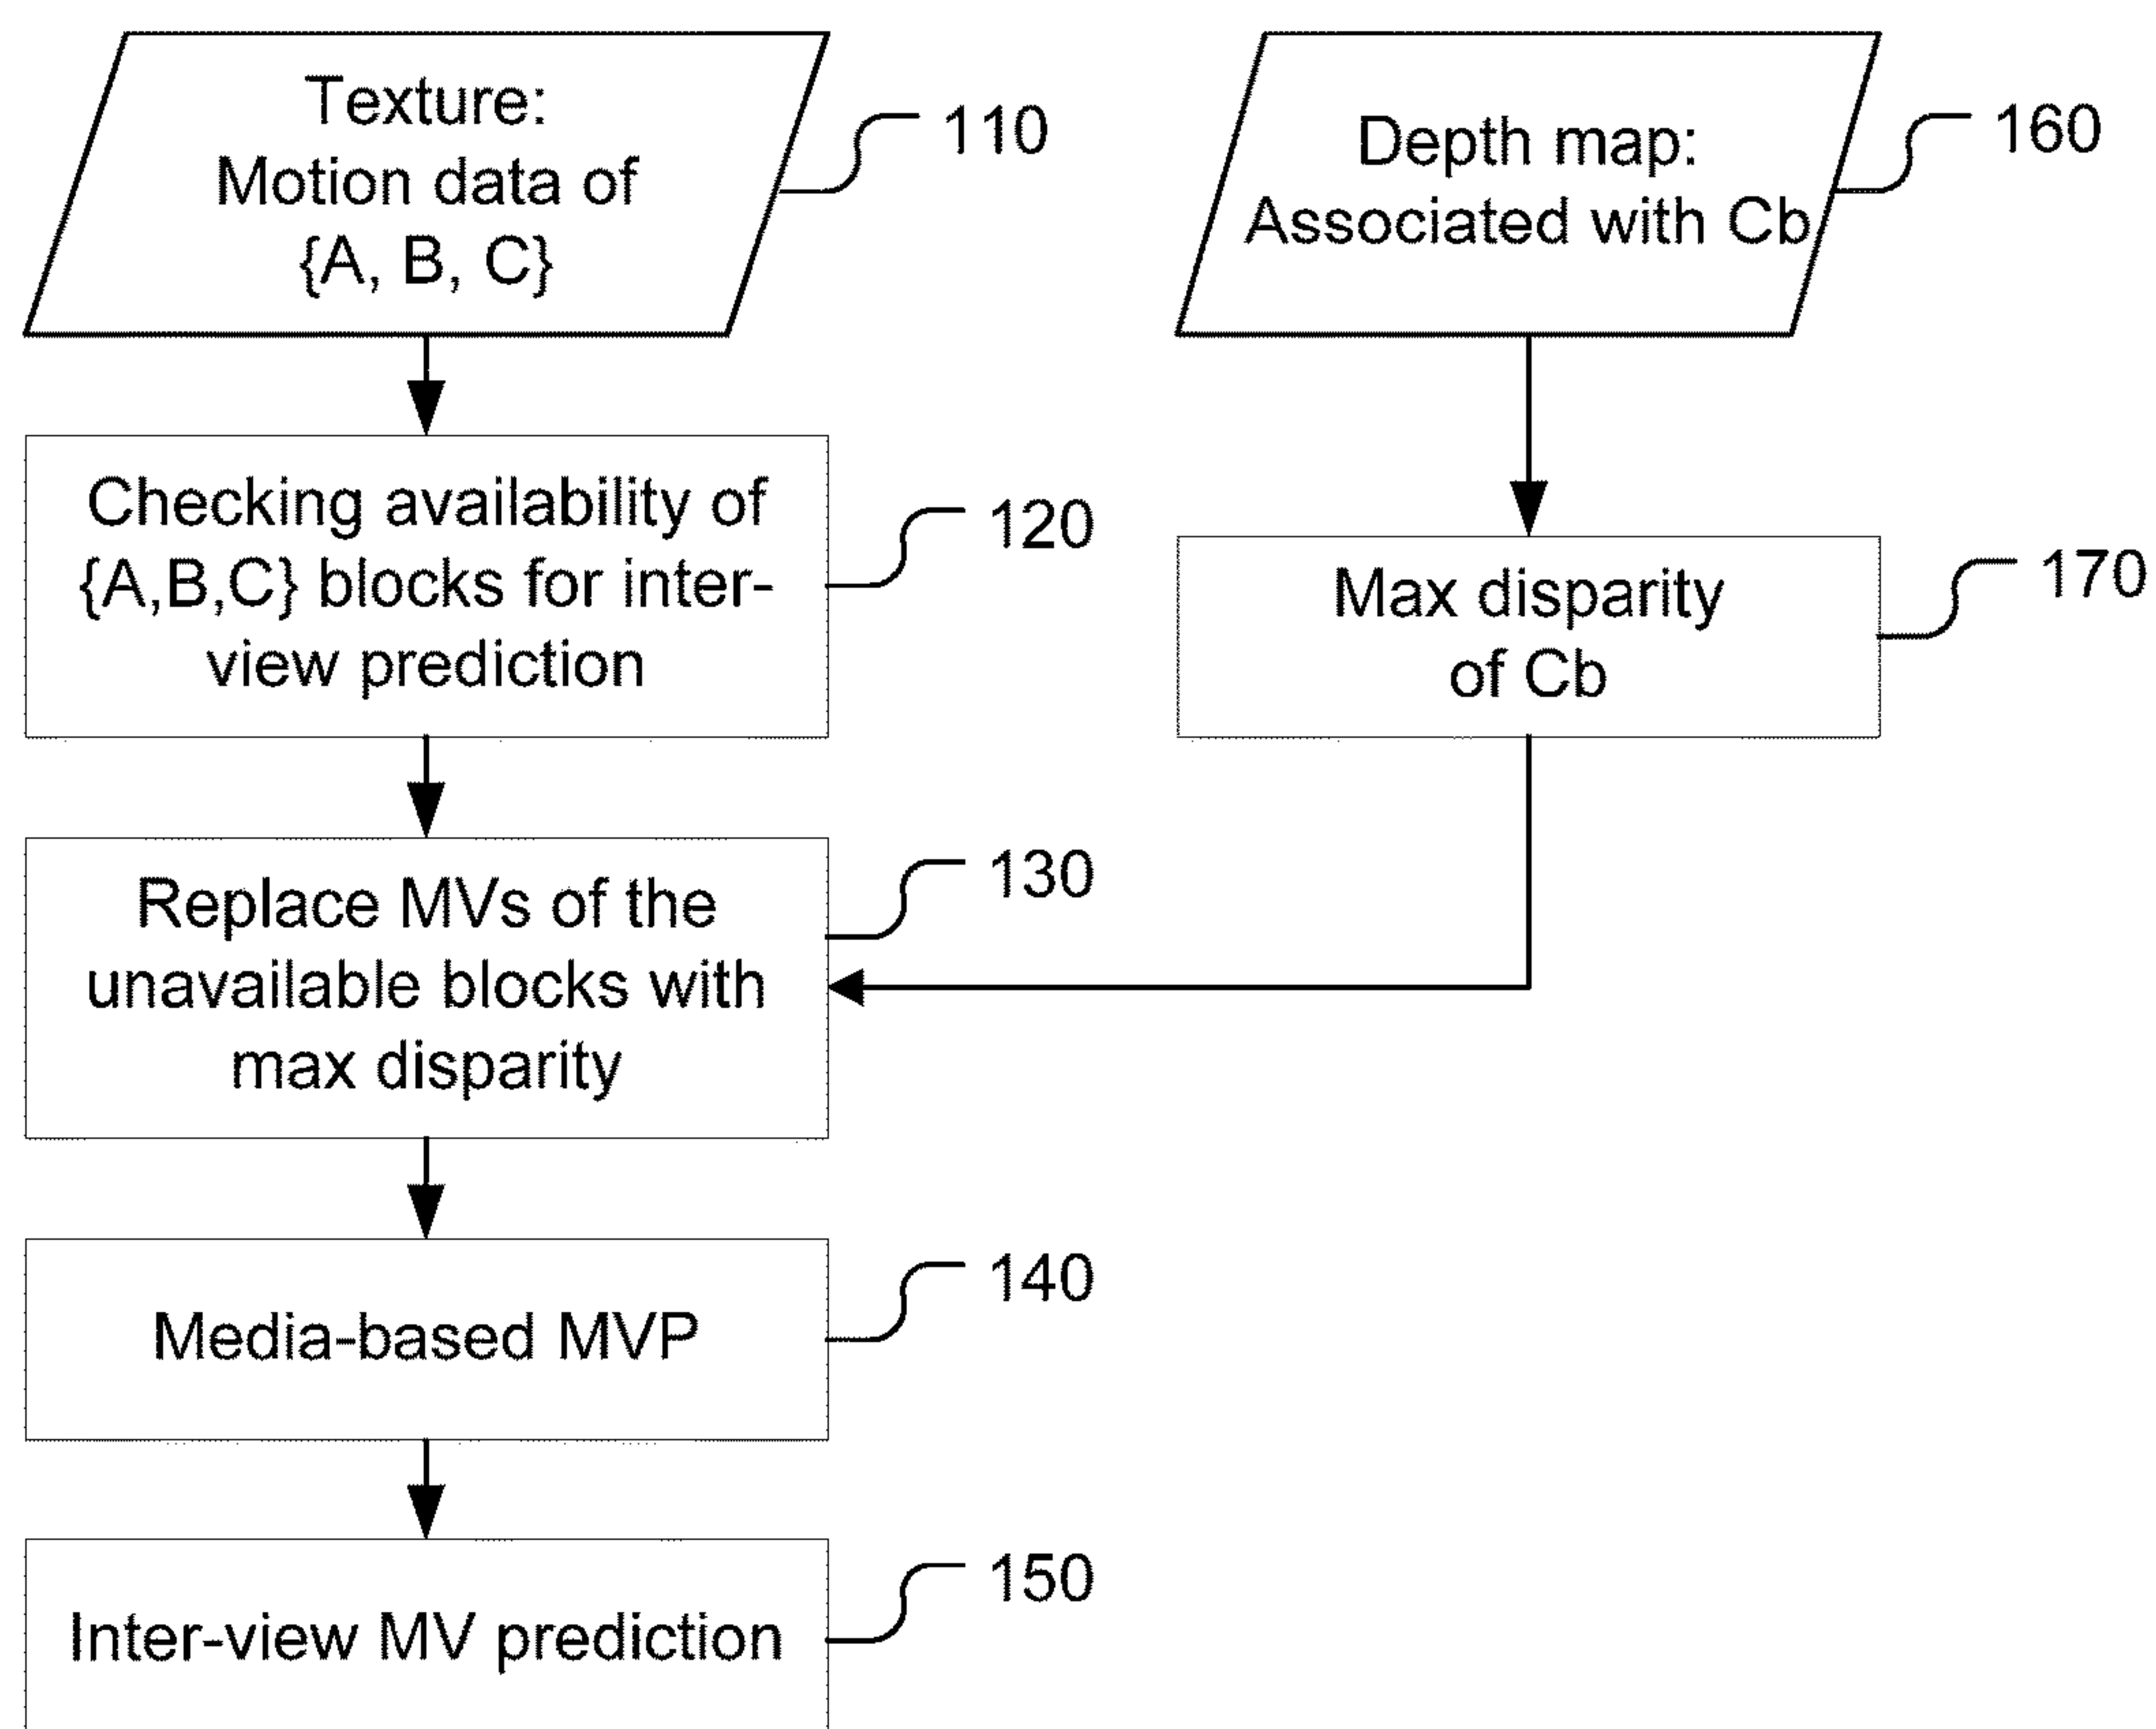 Texture:
Motion data of
{A, B, C}
110
Depth map:
Associated with Cb
160
Checking availability of
{A,B,C} blocks for inter-
view prediction
120
Max disparity
of Cb
170
Replace MVs of the
unavailable blocks with
max disparity
130
Media-based MVP
140
Inter-view MV prediction
150